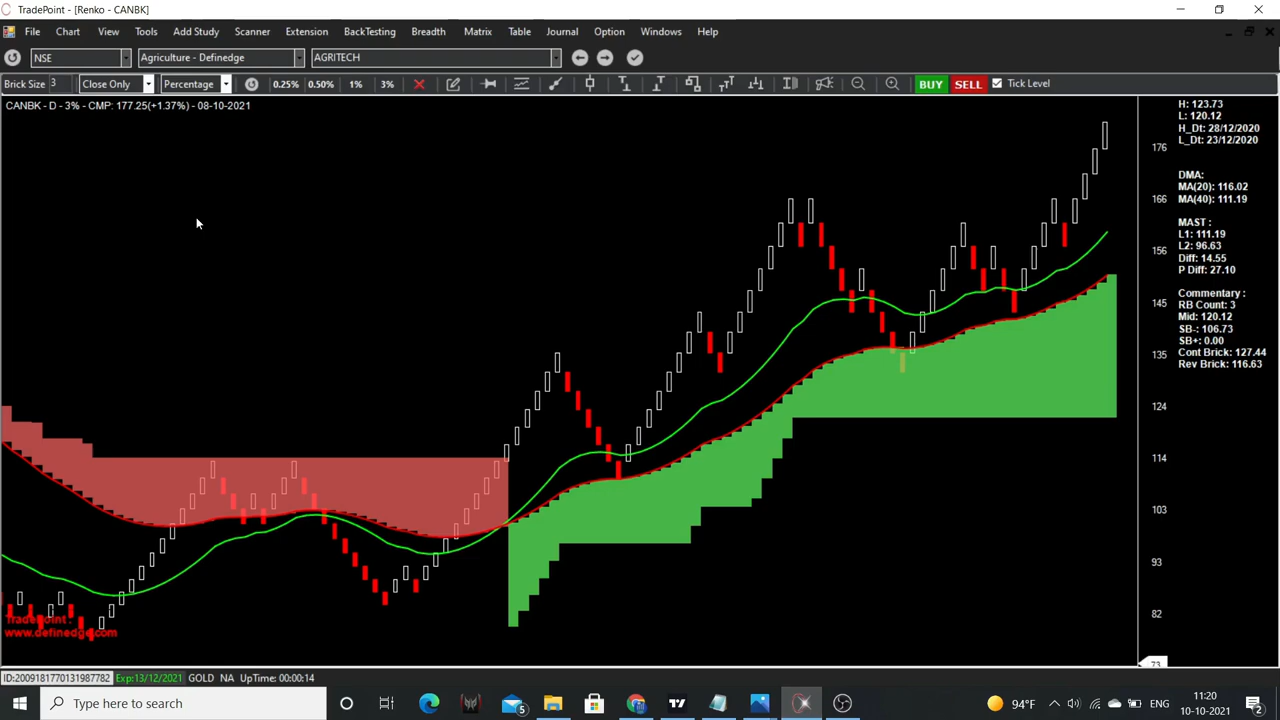 TradePoint - [Renko - CANBK]
File Chart View Tools Add Study Scanner Extension BackTesting Breadth Matrix Table Journal Option Windows Help
NSE Agriculture - Definedge AGRITECH
Brick Size 3 Close Only Percentage 0.25% 0.50% 1% 3% BUY SELL Tick Level
CANBK - D - 3% - CMP: 177.25(+1.37%) - 08-10-2021
H: 123.73
L: 120.12
H_Dt: 28/12/2020
L_Dt: 23/12/2020
DMA:
MA(20): 116.02
MA(40): 111.19
MAST :
L1: 111.19
L2: 96.63
Diff: 14.55
P Diff: 27.10
Commentary :
RB Count: 3
Mid: 120.12
SB-: 106.73
SB+: 0.00
Cont Brick: 127.44
Rev Brick: 116.63
176
166
156
145
135
124
114
103
93
82
73
TradePoint :
www.definedge.com
ID:2009181770131987782 Exp:13/12/2021 GOLD NA UpTime: 00:00:14
Type here to search 5 94°F ENG 11:20
10-10-2021 2